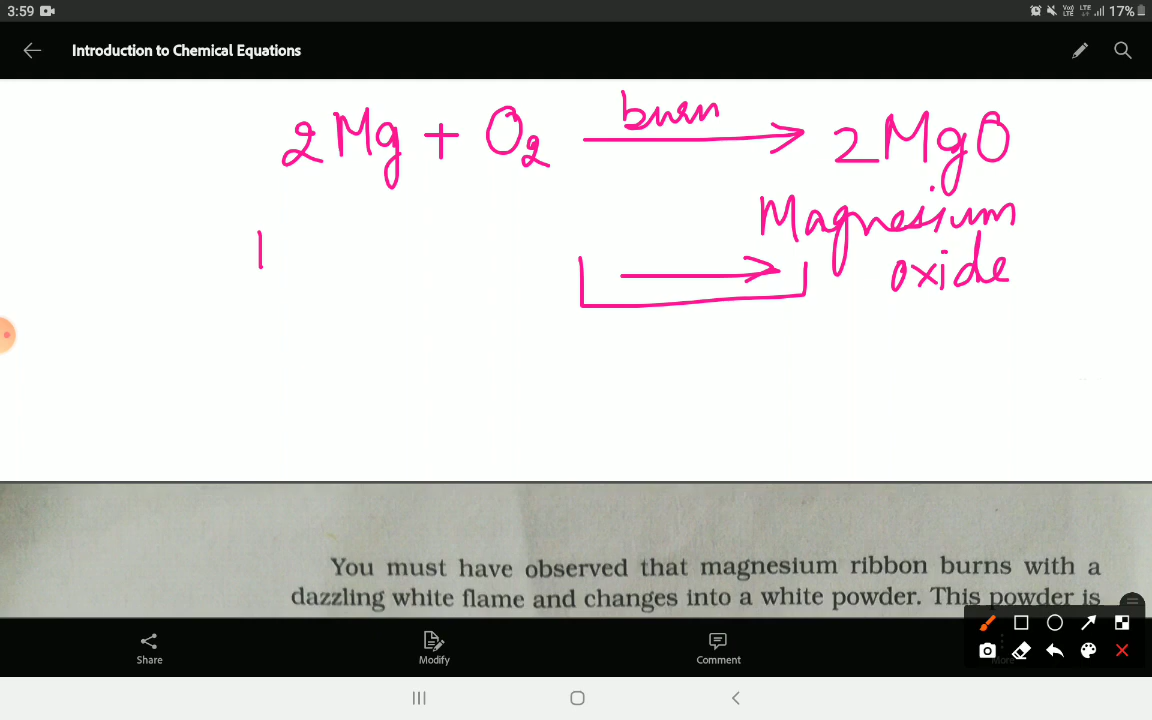 3:59 17%
Introduction to Chemical Equations
burn
2Mg + O2 → 2MgO
Magnesium
oxide
You must have observed that magnesium ribbon burns with a
dazzling white flame and changes into a white powder. This powder is
Share Modify Comment More